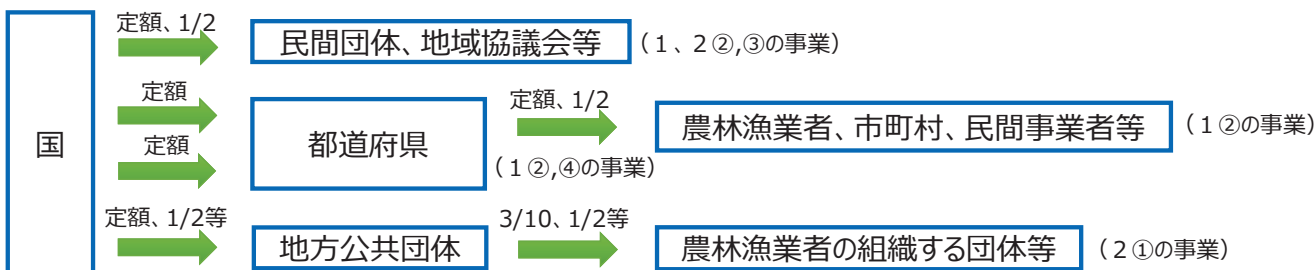 定額、1/2
民間団体、地域協議会等 (1、2②,③の事業)
定額
定額、1/2
国
都道府県
農林漁業者、市町村、民間事業者等 (1②の事業)
定額
(1②,④の事業)
定額、1/2等
3/10、1/2等
地方公共団体
農林漁業者の組織する団体等 (2①の事業)